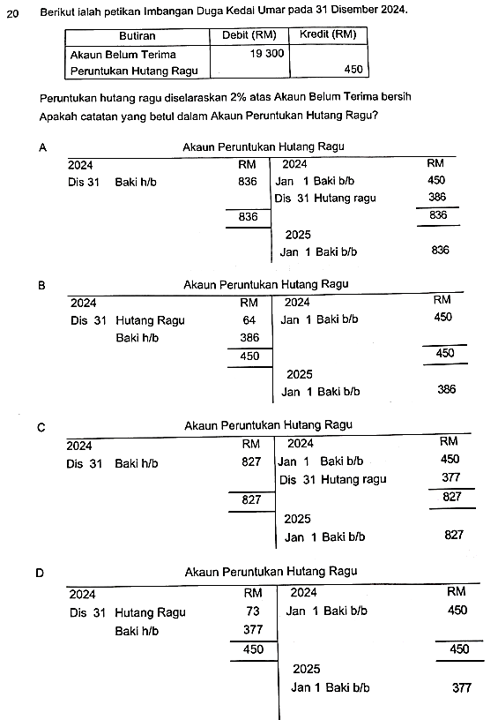 20 Berikut ialah petikan Imbangan Duga Kedai Umar pada 31 Disember 2024.
Butiran Debit (RM) Kredit (RM)
Akaun Belum Terima 19 300
Peruntukan Hutang Ragu 450
Peruntukan hutang ragu diselaraskan 2% atas Akaun Belum Terima bersih
Apakah catatan yang betul dalam Akaun Peruntukan Hutang Ragu?
A Akaun Peruntukan Hutang Ragu
2024 RM 2024 RM
Dis 31 Baki h/b 836 Jan 1 Baki b/b 450
Dis 31 Hutang ragu 386
836 836
2025
Jan 1 Baki b/b 836
B Akaun Peruntukan Hutang Ragu
2024 RM 2024 RM
Dis 31 Hutang Ragu 64 Jan 1 Baki b/b 450
Baki h/b 386
450 450
2025
Jan 1 Baki b/b 386
C Akaun Peruntukan Hutang Ragu
2024 RM 2024 RM
Dis 31 Baki h/b 827 Jan 1 Baki b/b 450
Dis 31 Hutang ragu 377
827 827
2025
Jan 1 Baki b/b 827
D Akaun Peruntukan Hutang Ragu
2024 RM 2024 RM
Dis 31 Hutang Ragu 73 Jan 1 Baki b/b 450
Baki h/b 377
450 450
2025
Jan 1 Baki b/b 377